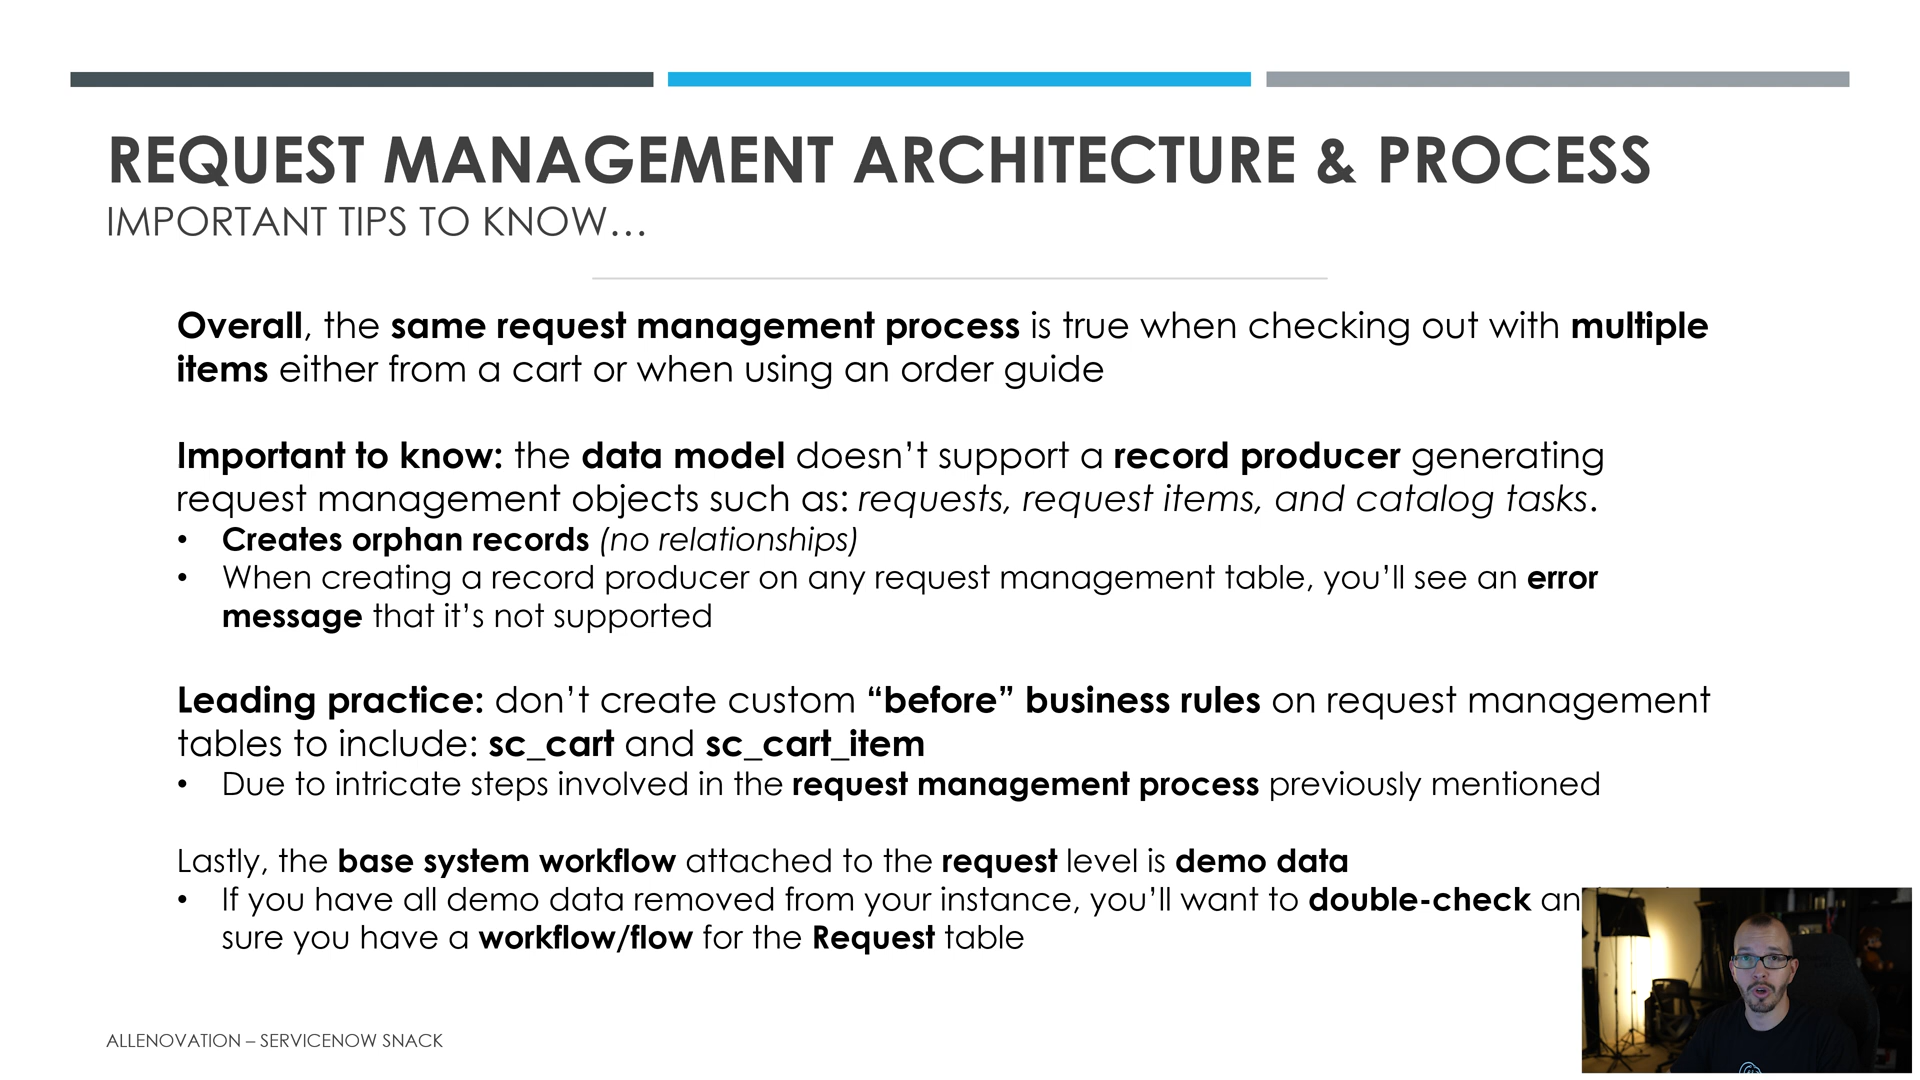 REQUEST MANAGEMENT ARCHITECTURE & PROCESS
IMPORTANT TIPS TO KNOW…
Overall, the same request management process is true when checking out with multiple
items either from a cart or when using an order guide
Important to know: the data model doesn’t support a record producer generating
request management objects such as: requests, request items, and catalog tasks.
• Creates orphan records (no relationships)
• When creating a record producer on any request management table, you’ll see an error
message that it’s not supported
Leading practice: don’t create custom “before” business rules on request management
tables to include: sc_cart and sc_cart_item
• Due to intricate steps involved in the request management process previously mentioned
Lastly, the base system workflow attached to the request level is demo data
• If you have all demo data removed from your instance, you’ll want to double-check
sure you have a workflow/flow for the Request table
ALLENOVATION – SERVICENOW SNACK